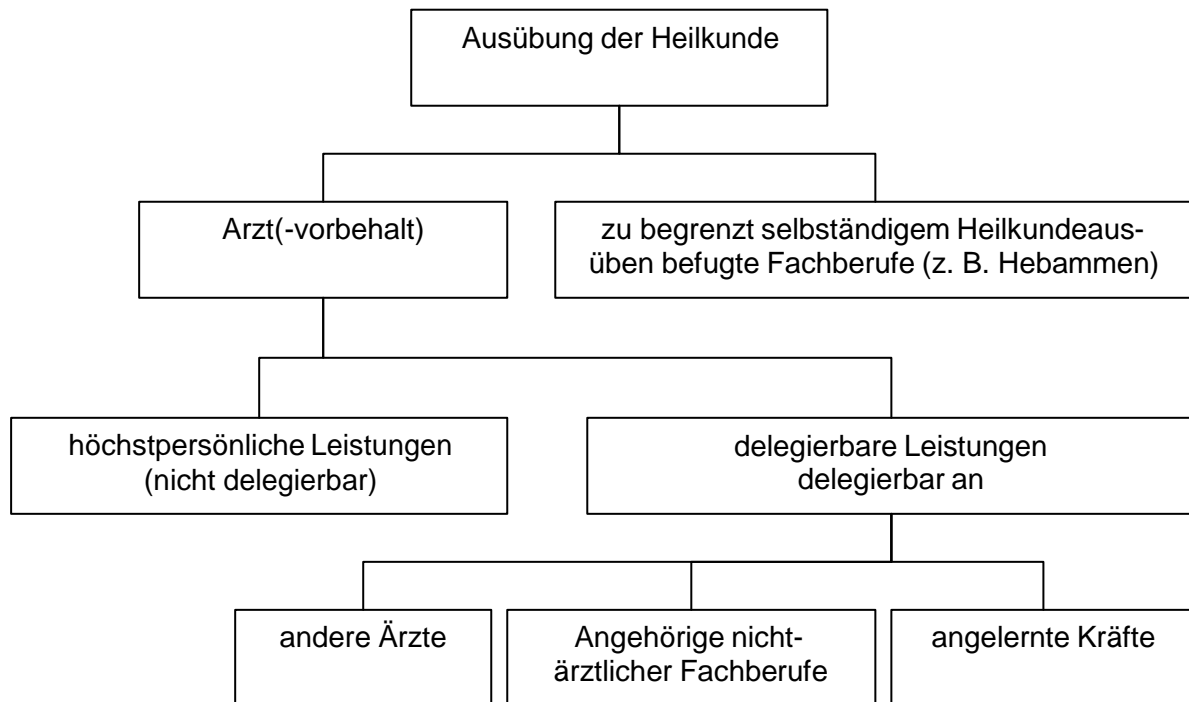 Ausübung der Heilkunde
Arzt(-vorbehalt)
zu begrenzt selbständigem Heilkundeaus-
üben befugte Fachberufe (z. B. Hebammen)
höchstpersönliche Leistungen
(nicht delegierbar)
delegierbare Leistungen
delegierbar an
andere Ärzte
Angehörige nicht-
ärztlicher Fachberufe
angelernte Kräfte